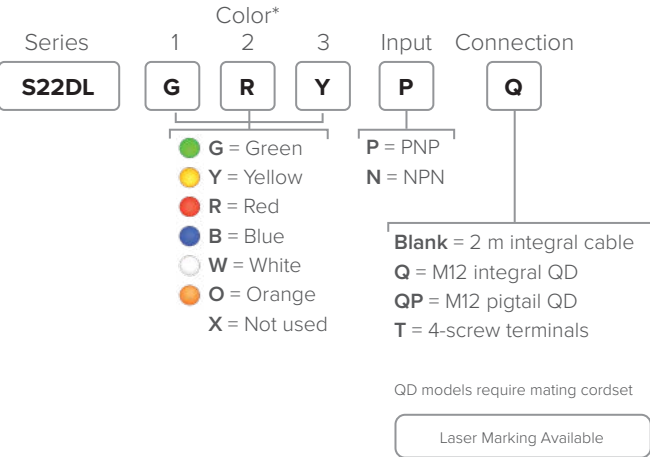 Color*
Series 1 2 3 Input Connection
S22DL G R Y P Q
G = Green
Y = Yellow
R = Red
B = Blue
W = White
O = Orange
X = Not used
P = PNP
N = NPN
Blank = 2 m integral cable
Q = M12 integral QD
QP = M12 pigtail QD
T = 4-screw terminals
QD models require mating cordset
Laser Marking Available